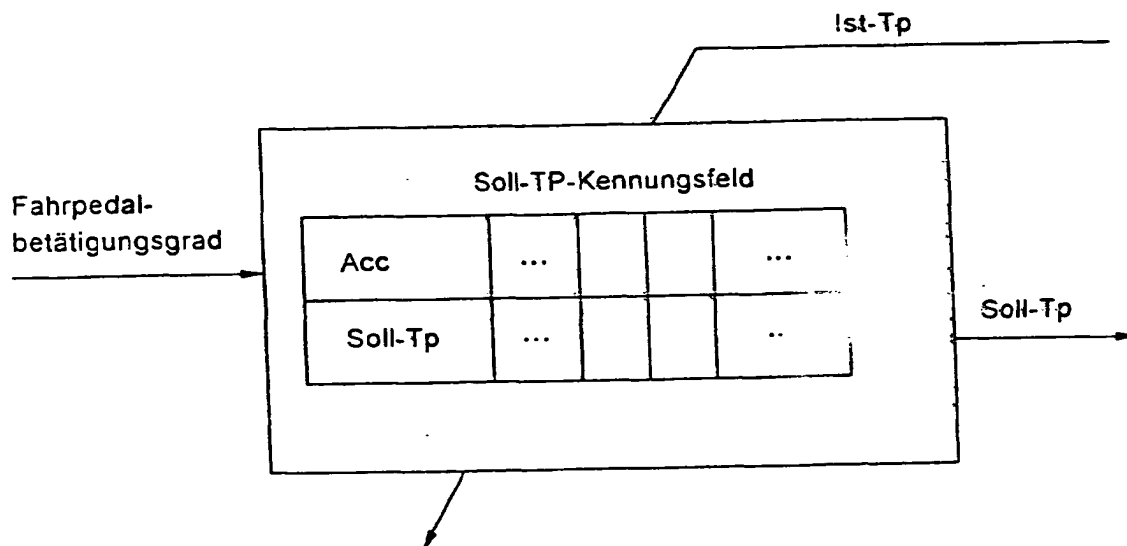 Ist-Tp
Soll-TP-Kennungsfeld
Fahrpedal-
betätigungsgrad
Acc ... ...
Soll-Tp ... ..
Soll-Tp